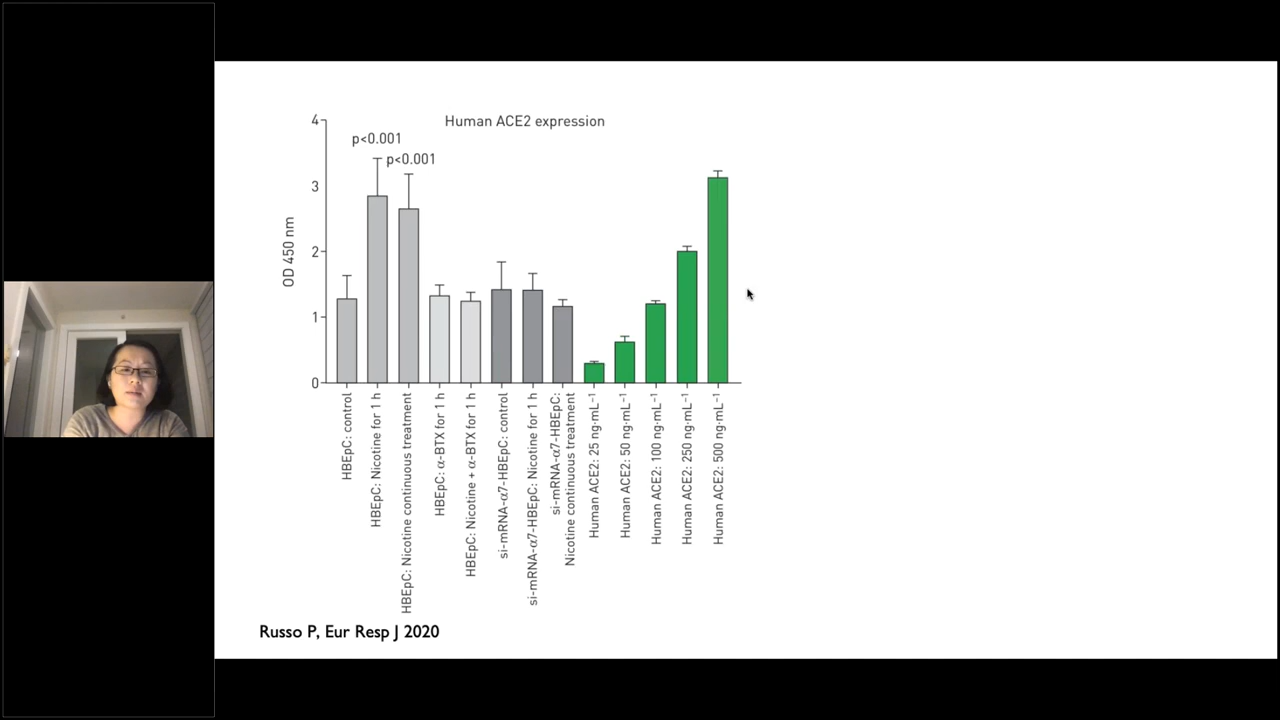 Human ACE2 expression
p<0.001
p<0.001
OD 450 nm
4
3
2
1
0
HBEpC: control
HBEpC: Nicotine for 1 h
HBEpC: Nicotine continuous treatment
HBEpC: α-BTX for 1 h
HBEpC: Nicotine + α-BTX for 1 h
si-mRNA-α7-HBEpC: control
si-mRNA-α7-HBEpC: Nicotine for 1 h
si-mRNA-α7-HBEpC:
Nicotine continuous treatment
Human ACE2: 25 ng·mL⁻¹
Human ACE2: 50 ng·mL⁻¹
Human ACE2: 100 ng·mL⁻¹
Human ACE2: 250 ng·mL⁻¹
Human ACE2: 500 ng·mL⁻¹
Russo P, Eur Resp J 2020